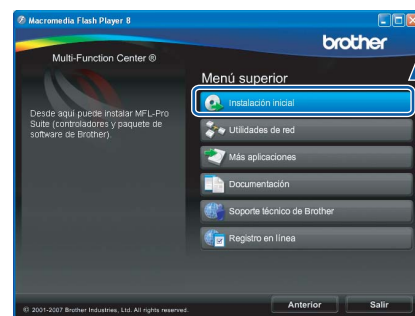 Macromedia Flash Player 8
brother
Multi-Function Center ®
Menú superior
Desde aquí puede instalar MFL-Pro
Suite (controladores y paquete de
software de Brother).
Instalación inicial
Utilidades de red
Más aplicaciones
Documentación
Soporte técnico de Brother
Registro en línea
© 2001-2007 Brother Industries, Ltd. All rights reserved.
Anterior
Salir